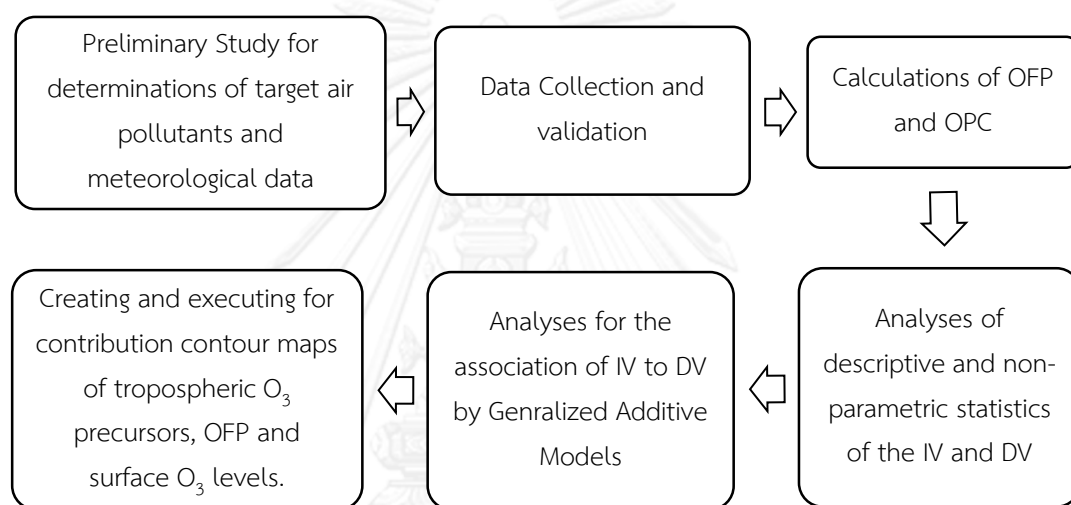 Preliminary Study for
determinations of target air
pollutants and
meteorological data
Data Collection and
validation
Calculations of OFP
and OPC
Analyses of
descriptive and non-
parametric statistics
of the IV and DV
Analyses for the
association of IV to DV
by Genralized Additive
Models
Creating and executing for
contribution contour maps
of tropospheric O₃
precursors, OFP and
surface O₃ levels.